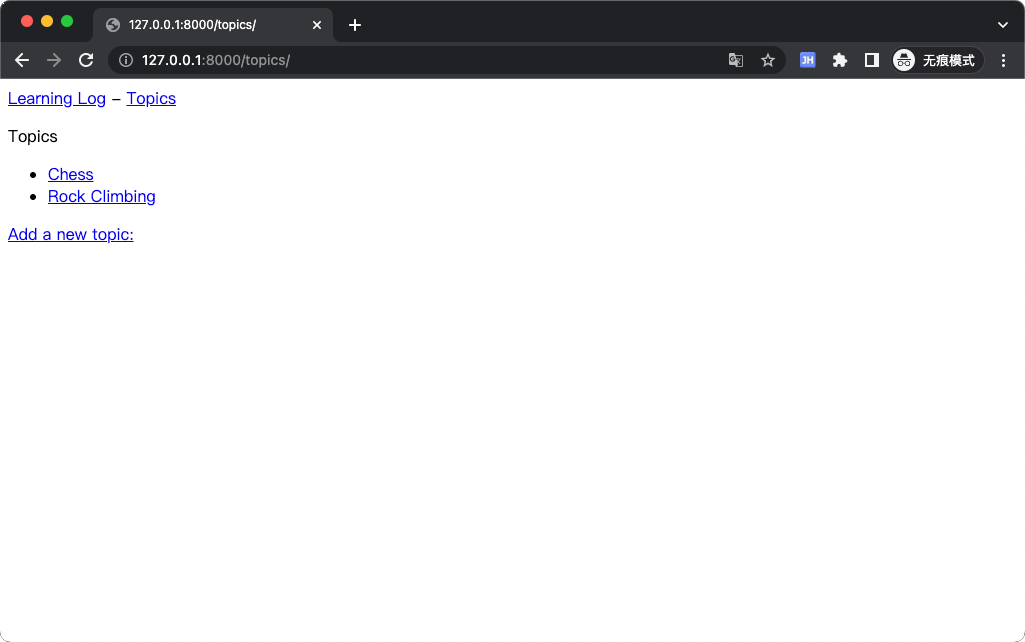 127.0.0.1:8000/topics/
127.0.0.1:8000/topics/
JH
无痕模式
Learning Log - Topics
Topics
Chess
Rock Climbing
Add a new topic: